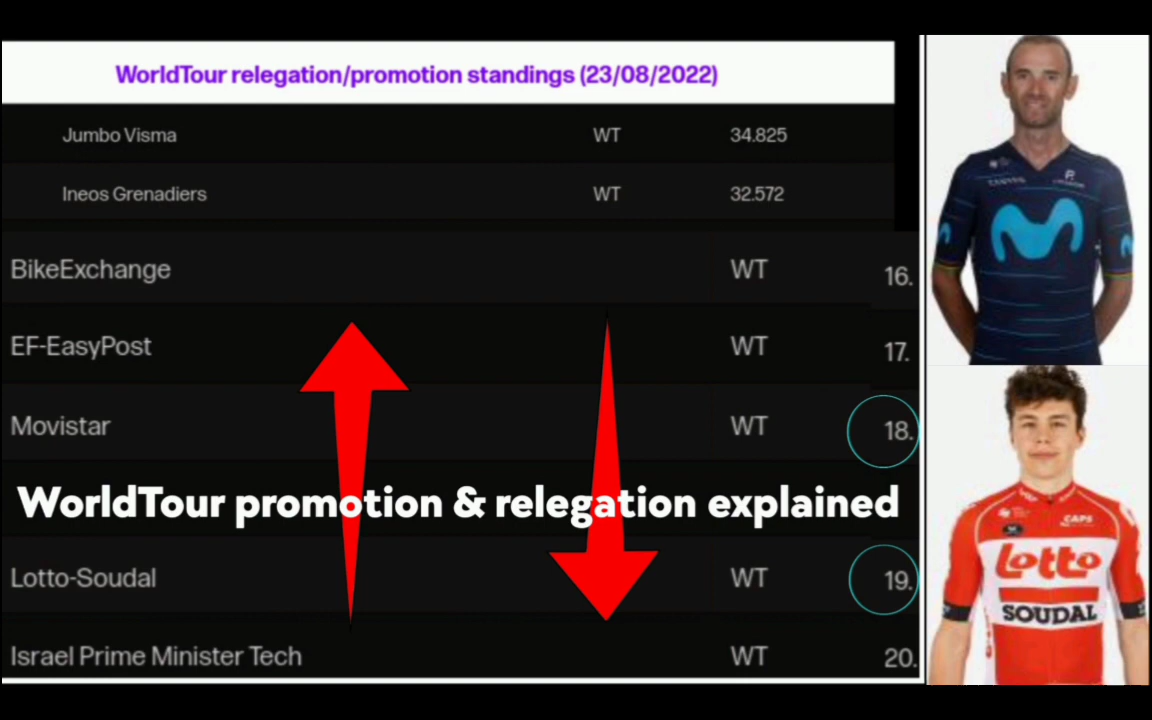 WorldTour relegation/promotion standings (23/08/2022)
Jumbo Visma WT 34.825
Ineos Grenadiers WT 32.572
BikeExchange WT 16.
EF-EasyPost WT 17.
Movistar WT 18.
WorldTour promotion & relegation explained
Lotto-Soudal WT 19.
Israel Prime Minister Tech WT 20.
CANYON
CAPS
Lotto
SOUDAL